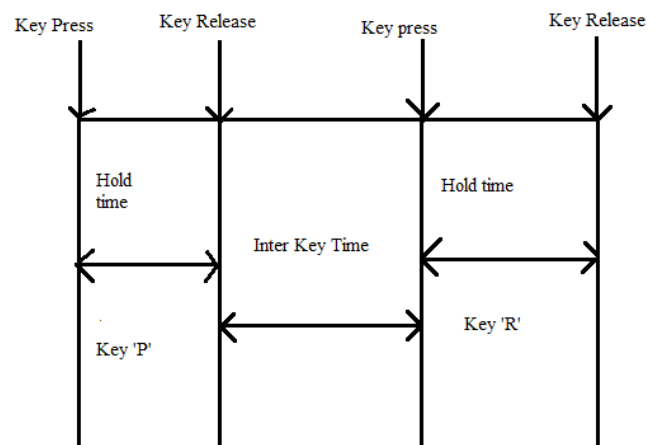 Key Press
Key Release
Key press
Key Release
Hold
time
Hold time
Inter Key Time
Key 'P'
Key 'R'